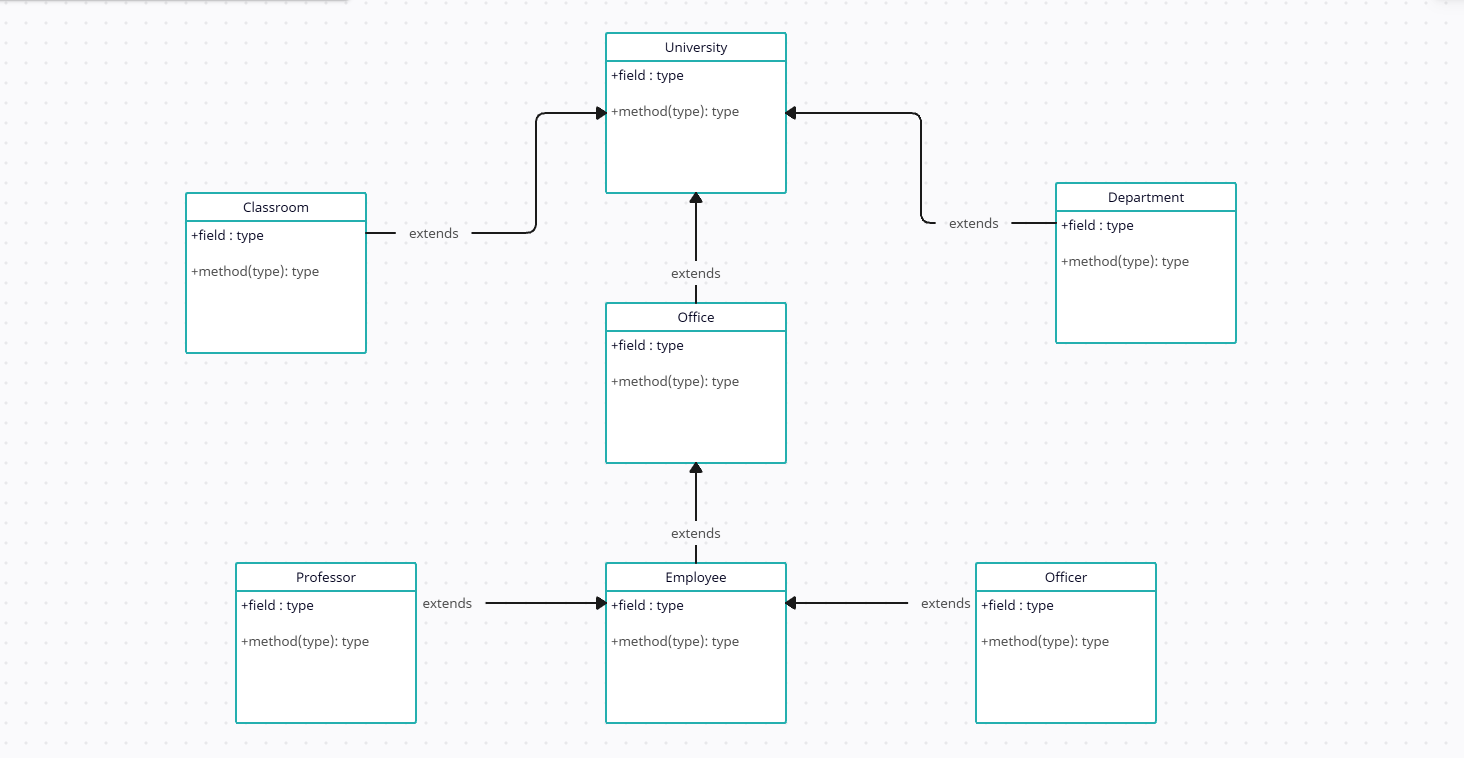 University
+field : type
+method(type): type
Classroom
+field : type
+method(type): type
extends
extends
Department
+field : type
+method(type): type
extends
Office
+field : type
+method(type): type
extends
Professor
+field : type
+method(type): type
extends
Employee
+field : type
+method(type): type
extends
Officer
+field : type
+method(type): type